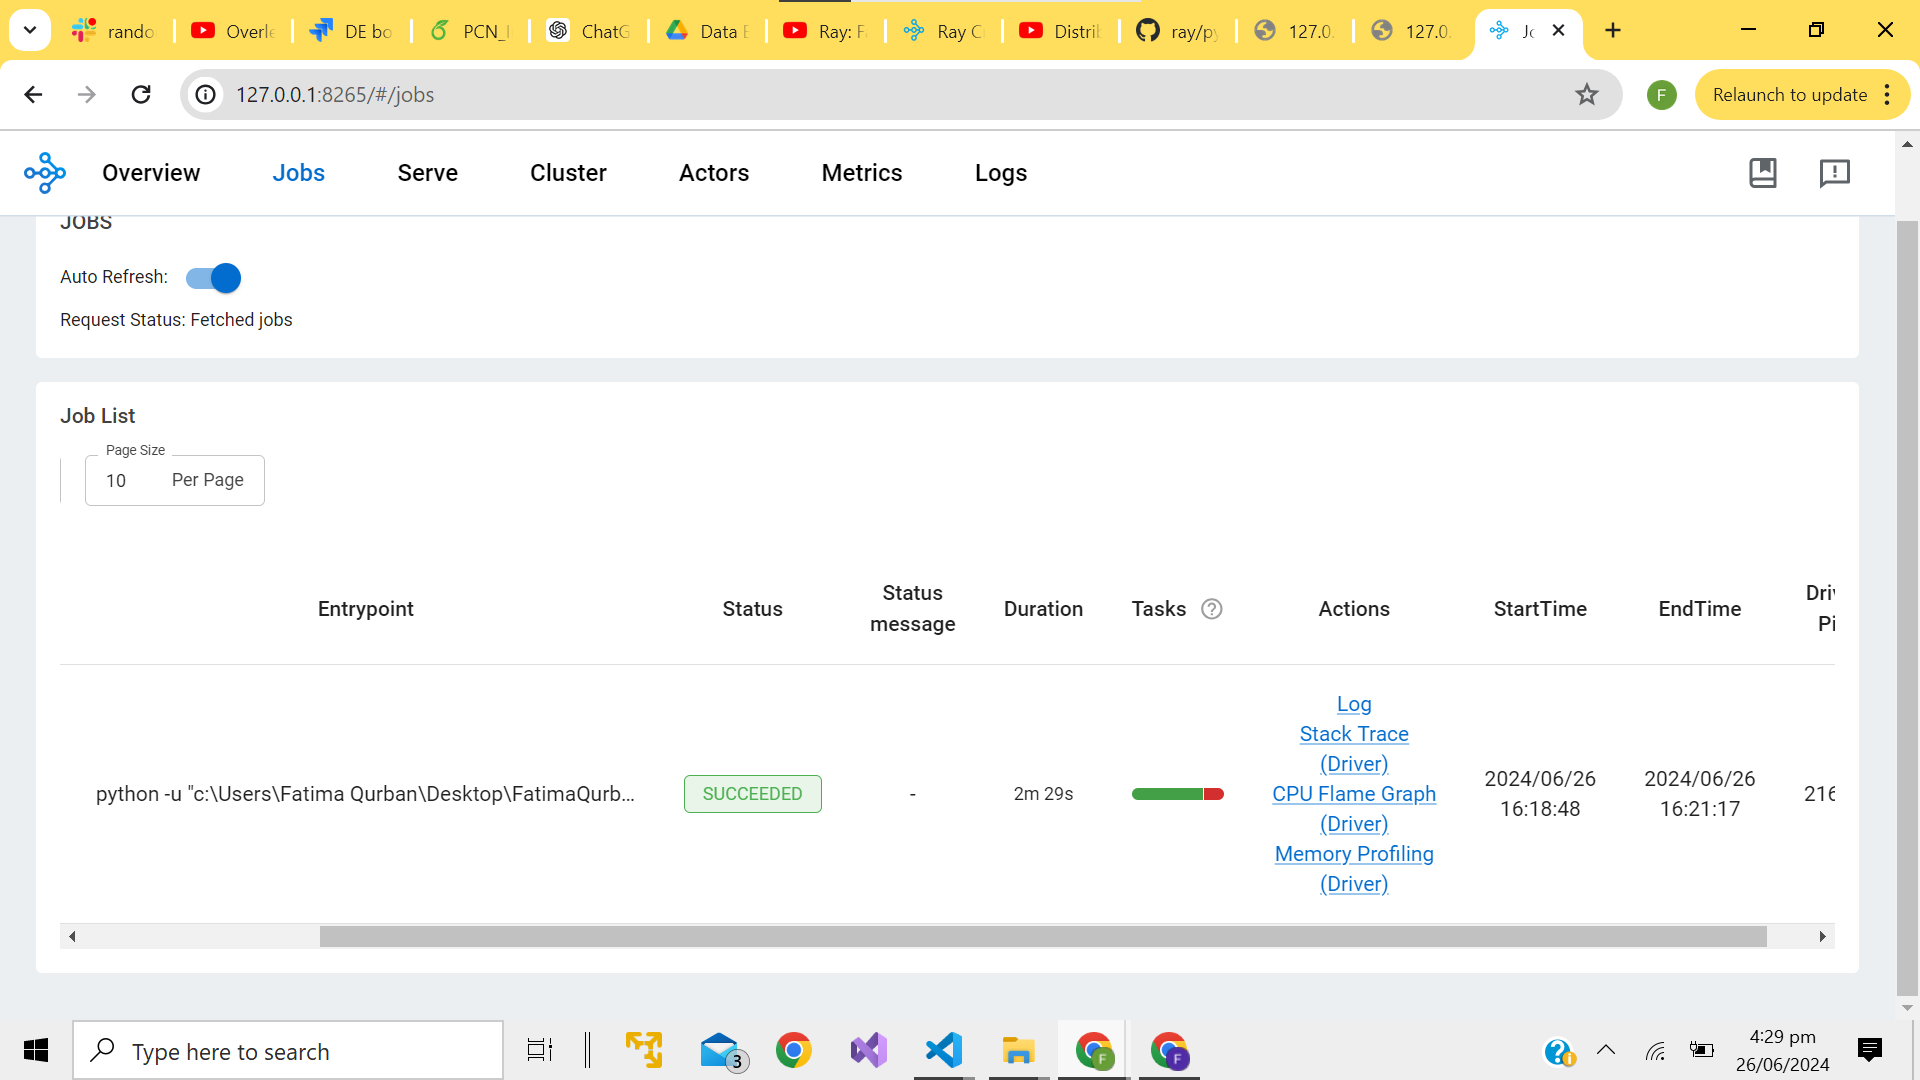 rando
Overle
DE bo
PCN_I
ChatG
Data E
Ray: F
Ray C
Distrib
ray/py
127.0.
127.0.
Jo
127.0.0.1:8265/#/jobs
F
Relaunch to update
Overview
Jobs
Serve
Cluster
Actors
Metrics
Logs
JOBS
Auto Refresh:
Request Status: Fetched jobs
Job List
Page Size
10 Per Page
Entrypoint
Status
Status
message
Duration
Tasks
Actions
StartTime
EndTime
Driv
Pi
python -u "c:\Users\Fatima Qurban\Desktop\FatimaQurb...
SUCCEEDED
-
2m 29s
Log
Stack Trace
(Driver)
CPU Flame Graph
(Driver)
Memory Profiling
(Driver)
2024/06/26
16:18:48
2024/06/26
16:21:17
216
Type here to search
3
F
F
4:29 pm
26/06/2024